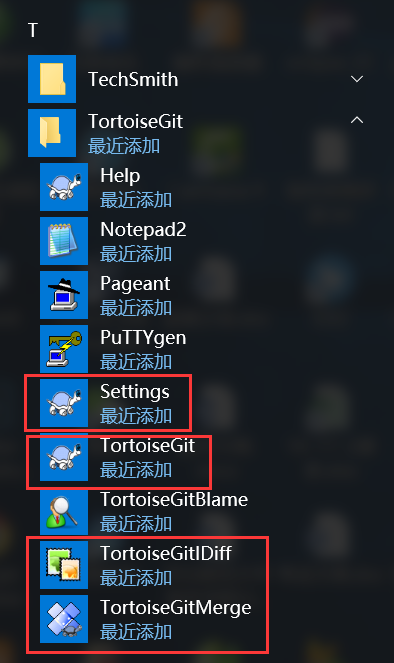 T
TechSmith
TortoiseGit
最近添加
Help
最近添加
Notepad2
最近添加
Pageant
最近添加
PuTTYgen
最近添加
Settings
最近添加
TortoiseGit
最近添加
TortoiseGitBlame
最近添加
TortoiseGitIDiff
最近添加
TortoiseGitMerge
最近添加